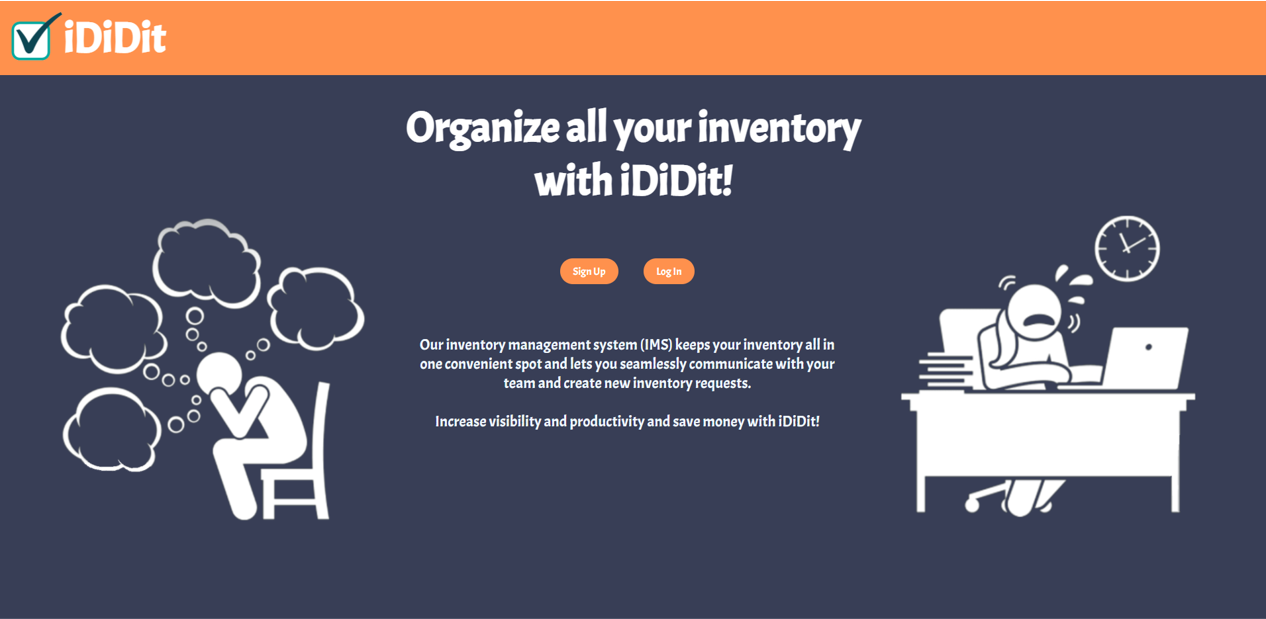 iDiDit
Organize all your inventory
with iDiDit!
Sign Up
Log In
Our inventory management system (IMS) keeps your inventory all in
one convenient spot and lets you seamlessly communicate with your
team and create new inventory requests.
Increase visibility and productivity and save money with iDiDit!